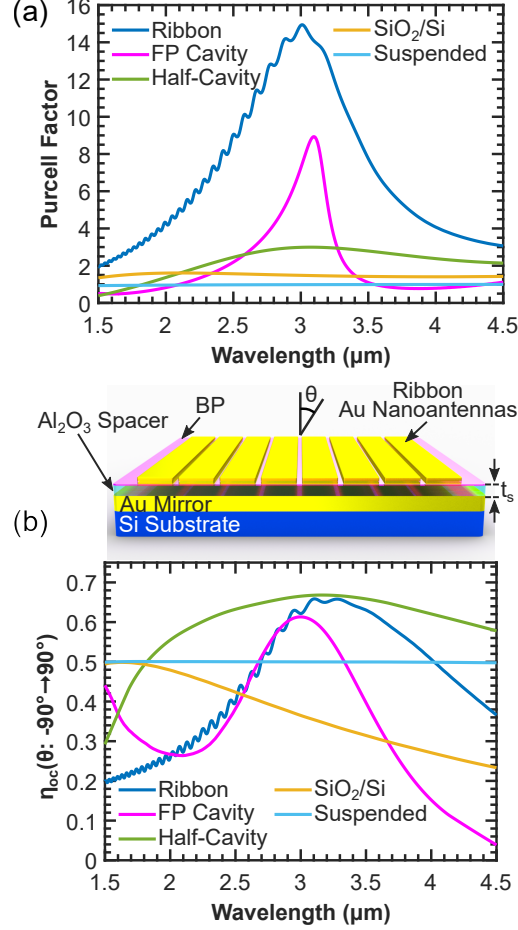 (a)
16
14
12
10
8
6
4
2
0
Purcell Factor
Ribbon
FP Cavity
Half-Cavity
SiO₂/Si
Suspended
1.5 2 2.5 3 3.5 4 4.5
Wavelength (μm)
θ
Ribbon
Au Nanoantennas
BP
Al₂O₃ Spacer
tₛ
Au Mirror
Si Substrate
(b)
0.7
0.6
0.5
0.4
0.3
0.2
0.1
0
η_oc(θ: -90°→90°)
Ribbon
FP Cavity
Half-Cavity
SiO₂/Si
Suspended
1.5 2 2.5 3 3.5 4 4.5
Wavelength (μm)